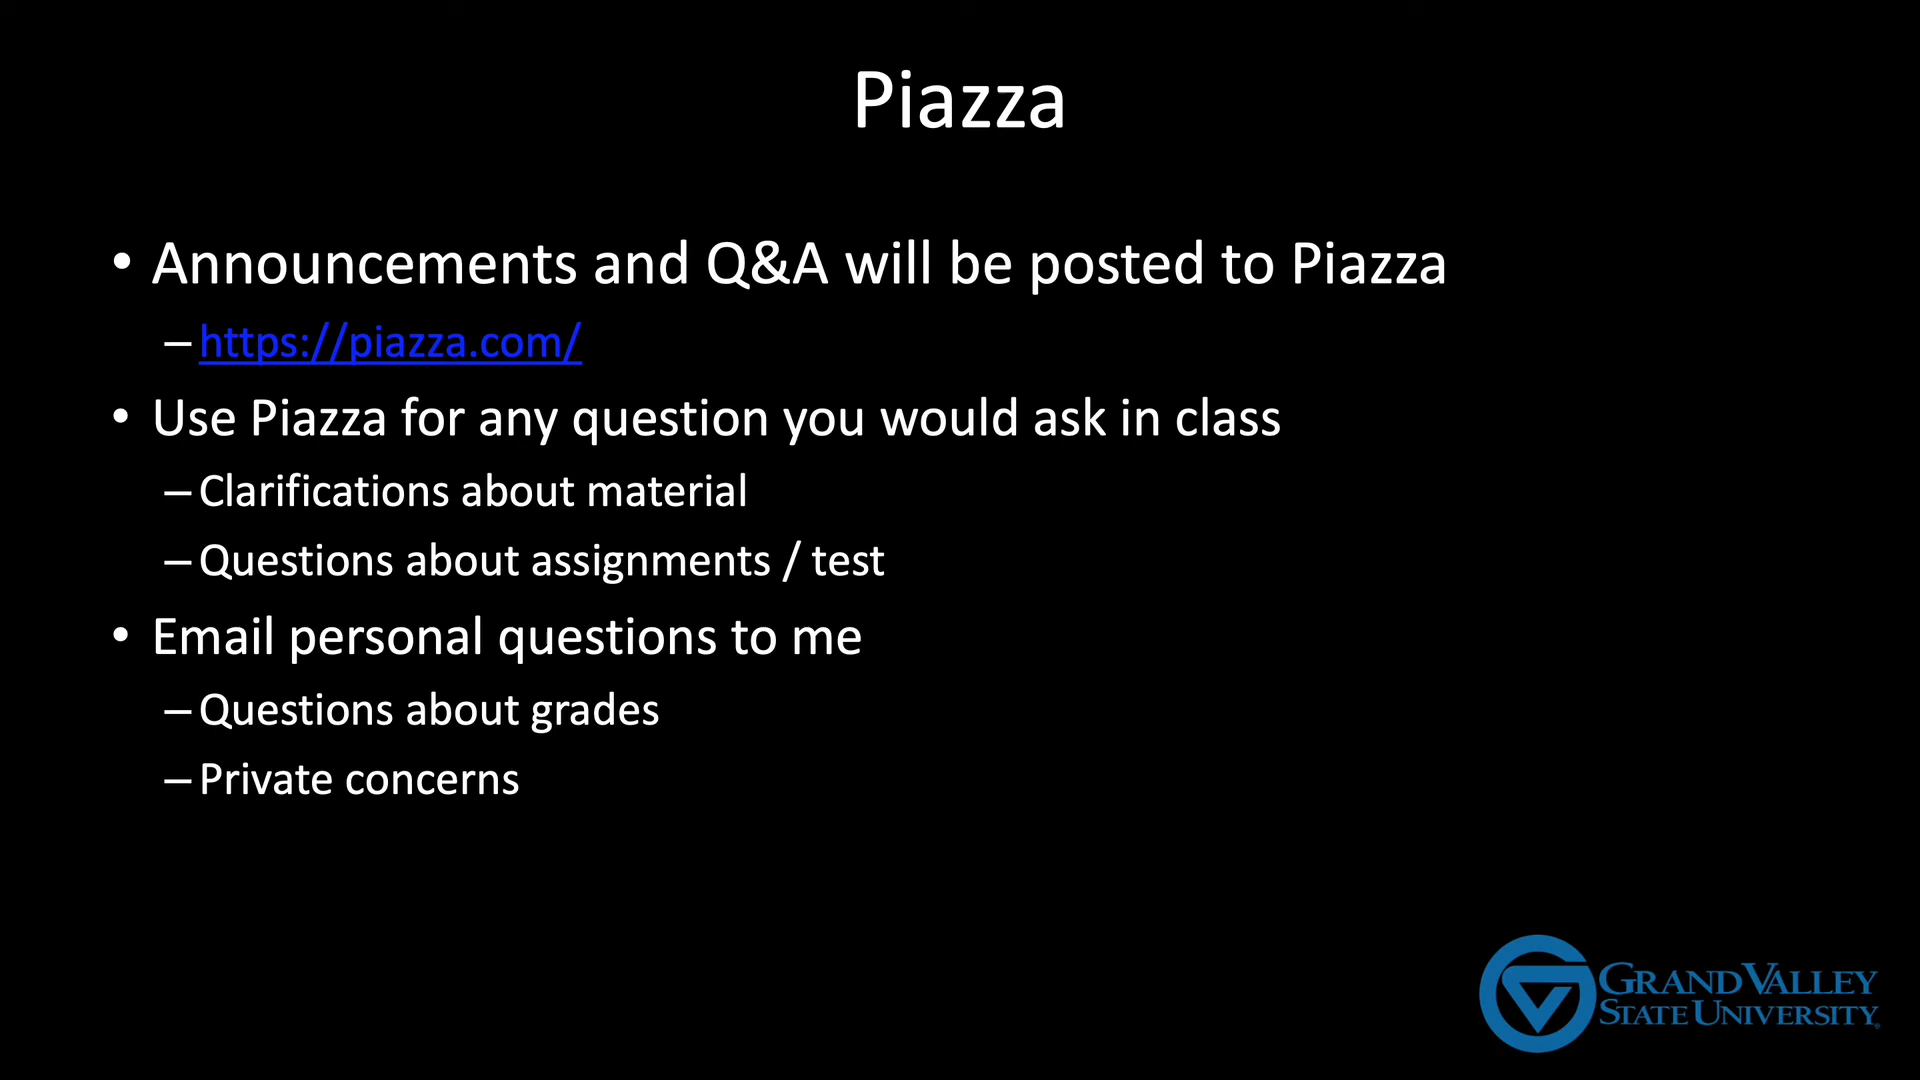 Piazza
• Announcements and Q&A will be posted to Piazza
– https://piazza.com/
• Use Piazza for any question you would ask in class
– Clarifications about material
– Questions about assignments / test
• Email personal questions to me
– Questions about grades
– Private concerns
GRAND VALLEY
STATE UNIVERSITY